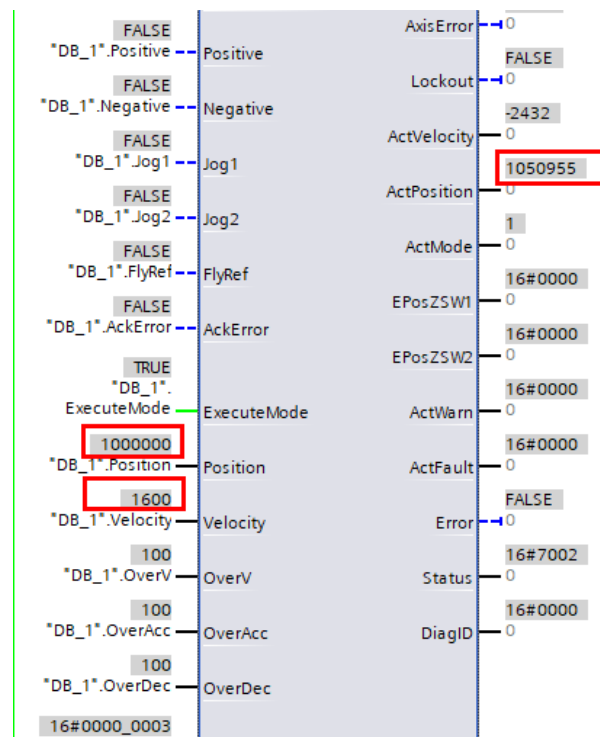 AxisError 0
FALSE
"DB_1".Positive Positive
FALSE
Lockout 0
FALSE
"DB_1".Negative Negative
-2432
ActVelocity 0
FALSE
"DB_1".Jog1 Jog1
1050955
ActPosition 0
FALSE
"DB_1".Jog2 Jog2
1
ActMode 0
FALSE
"DB_1".FlyRef FlyRef
16#0000
EPosZSW1 0
FALSE
"DB_1".AckError AckError
16#0000
EPosZSW2 0
TRUE
"DB_1".
ExecuteMode ExecuteMode
16#0000
ActWarn 0
1000000
"DB_1".Position Position
16#0000
ActFault 0
1600
"DB_1".Velocity Velocity
FALSE
Error 0
100
"DB_1".OverV OverV
16#7002
Status 0
100
"DB_1".OverAcc OverAcc
16#0000
DiagID 0
100
"DB_1".OverDec OverDec
16#0000_0003